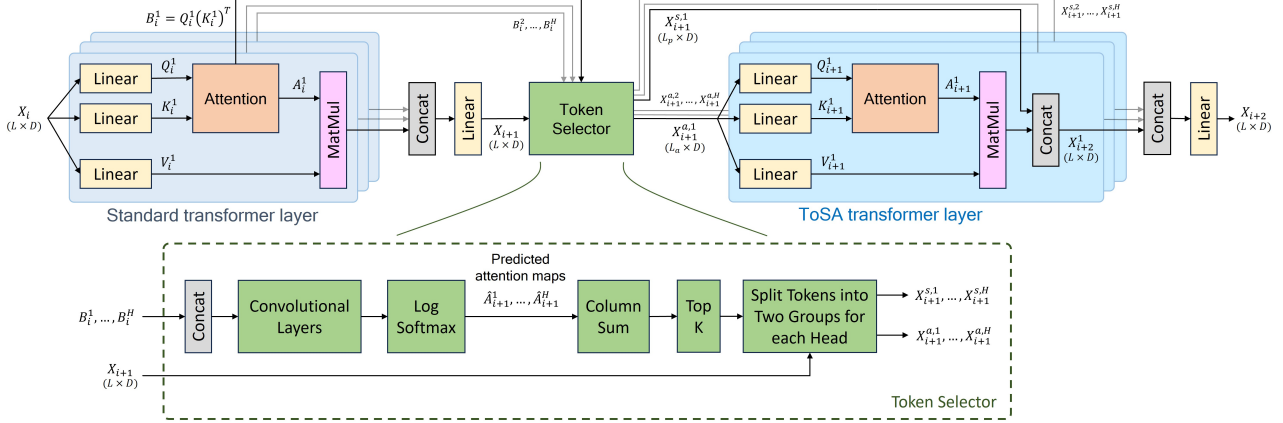 B_i^1 = Q_i^1(K_i^1)^T
B_i^2, …, B_i^H
X_{i+1}^{s,1}
(L_p × D)
X_{i+1}^{s,2}, …, X_{i+1}^{s,H}
X_i
(L × D)
Linear
Q_i^1
Linear
K_i^1
Linear
V_i^1
Attention
A_i^1
MatMul
Concat
Linear
X_{i+1}
(L × D)
Token
Selector
X_{i+1}^{a,2}, …, X_{i+1}^{a,H}
X_{i+1}^{a,1}
(L_a × D)
Linear
Q_{i+1}^1
Linear
K_{i+1}^1
Linear
V_{i+1}^1
Attention
A_{i+1}^1
MatMul
Concat
X_{i+2}^1
(L × D)
Concat
Linear
X_{i+2}
(L × D)
Standard transformer layer
ToSA transformer layer
B_i^1, …, B_i^H
Concat
Convolutional
Layers
Log
Softmax
Predicted
attention maps
Â_{i+1}^1, …, Â_{i+1}^H
Column
Sum
Top
K
Split Tokens into
Two Groups for
each Head
X_{i+1}^{s,1}, …, X_{i+1}^{s,H}
X_{i+1}^{a,1}, …, X_{i+1}^{a,H}
X_{i+1}
(L × D)
Token Selector